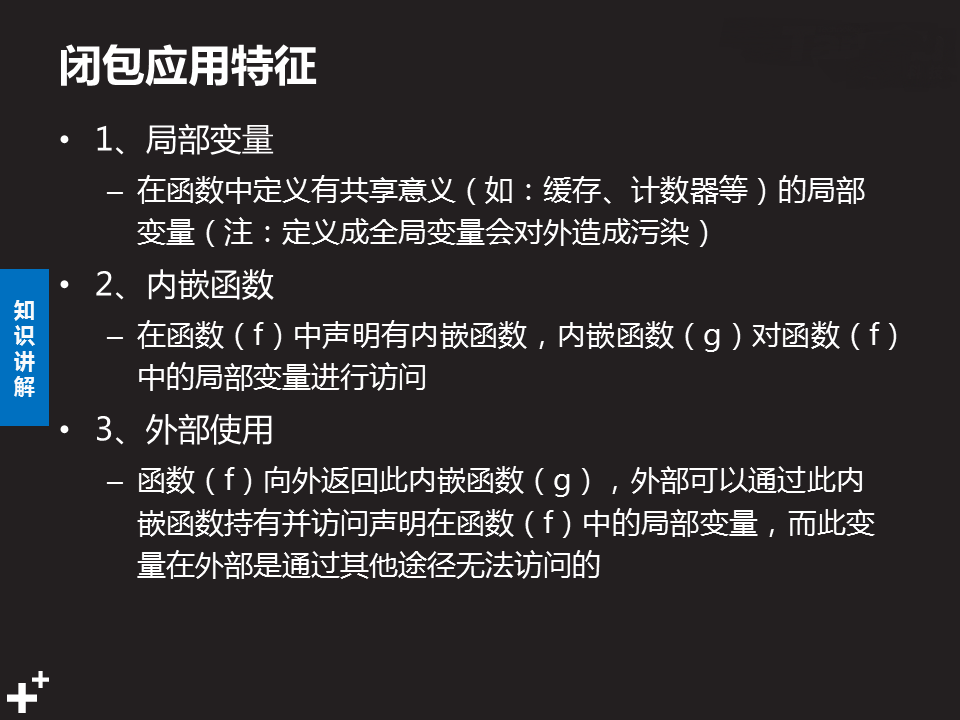 闭包应用特征
• 1、局部变量
– 在函数中定义有共享意义（如：缓存、计数器等）的局部
变量（注：定义成全局变量会对外造成污染）
• 2、内嵌函数
– 在函数（f）中声明有内嵌函数，内嵌函数（g）对函数（f）
中的局部变量进行访问
• 3、外部使用
– 函数（f）向外返回此内嵌函数（g），外部可以通过此内
嵌函数持有并访问声明在函数（f）中的局部变量，而此变
量在外部是通过其他途径无法访问的
知
识
讲
解